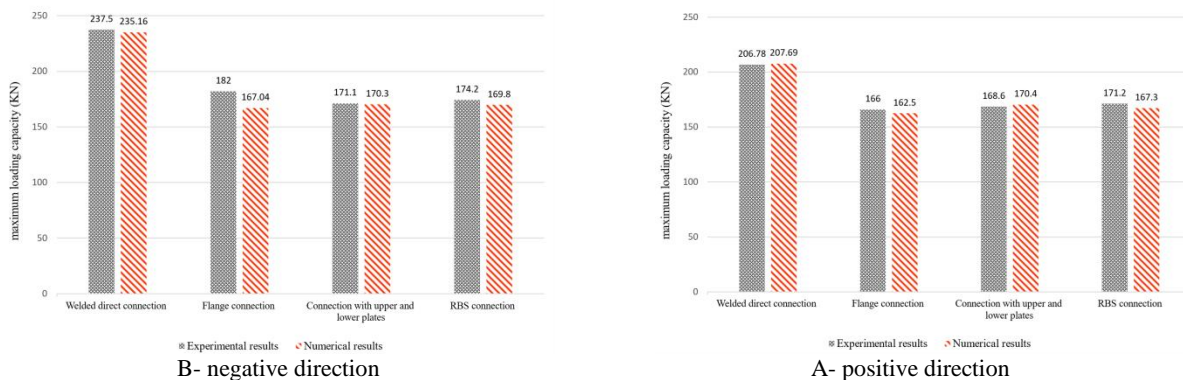 250
237.5
235.16
200
182
167.04
171.1
170.3
174.2
169.8
150
100
50
0
maximum loading capacity (KN)
Welded direct connection
Flange connection
Connection with upper and
lower plates
RBS connection
Experimental results
Numerical results
B- negative direction
250
206.78
207.69
200
166
162.5
168.6
170.4
171.2
167.3
150
100
50
0
maximum loading capacity (KN)
Welded direct connection
Flange connection
Connection with upper and
lower plates
RBS connection
Experimental results
Numerical results
A- positive direction